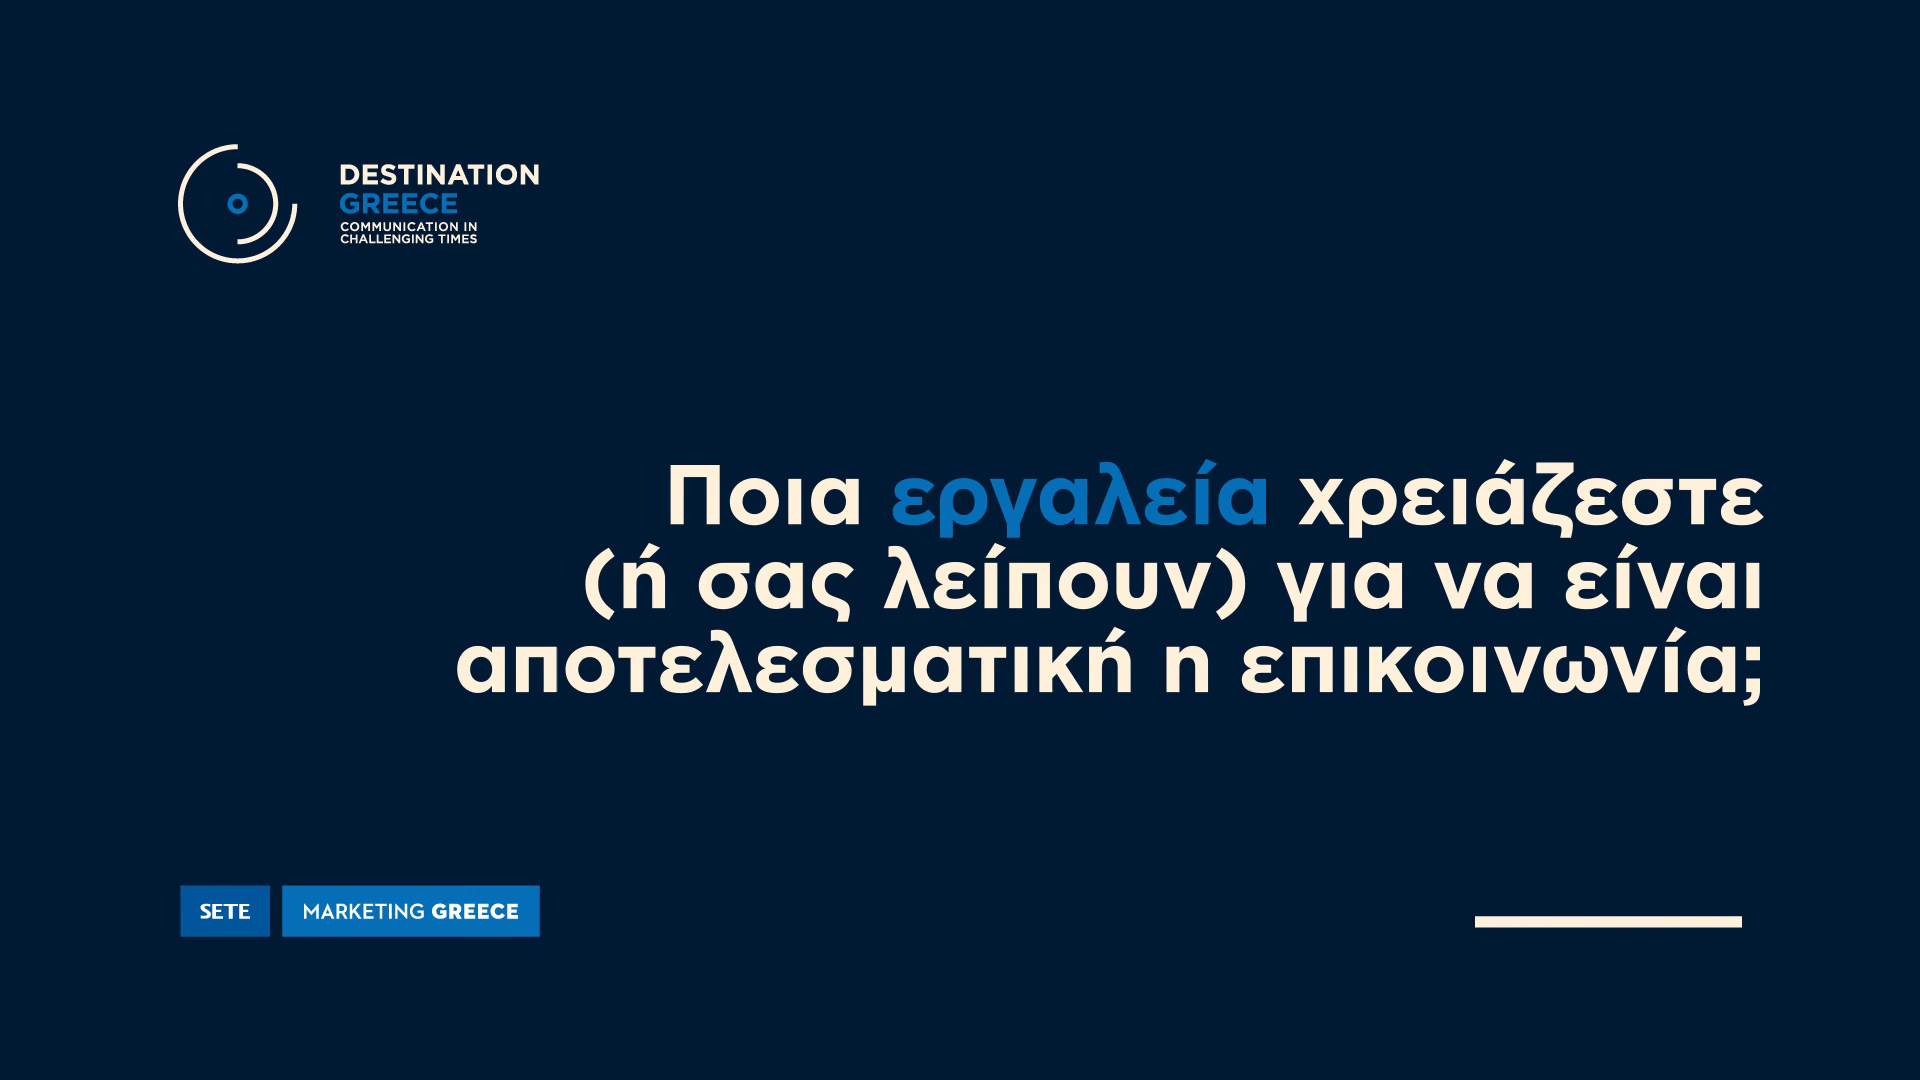 DESTINATION
GREECE
COMMUNICATION IN
CHALLENGING TIMES
Ποια εργαλεία χρειάζεστε
(ή σας λείπουν) για να είναι
αποτελεσματική η επικοινωνία;
SETE
MARKETING GREECE